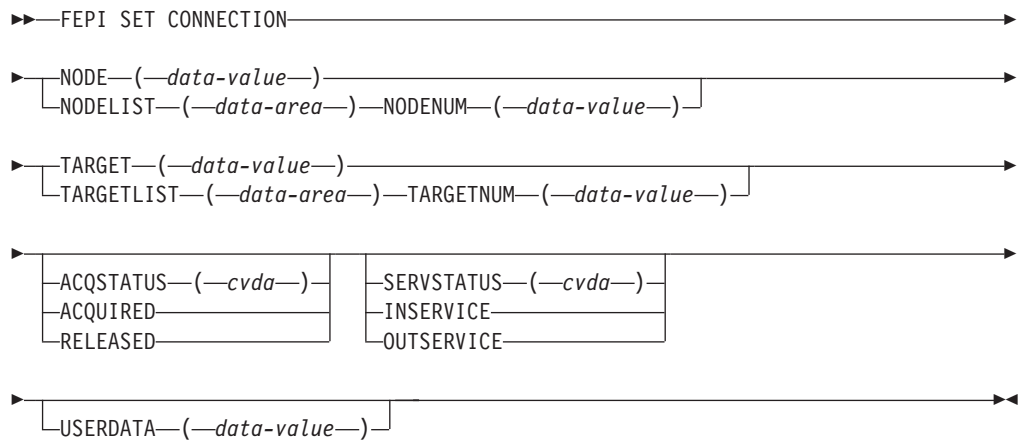 FEPI SET CONNECTION
NODE ( data-value )
NODELIST ( data-area ) NODENUM ( data-value )
TARGET ( data-value )
TARGETLIST ( data-area ) TARGETNUM ( data-value )
ACQSTATUS ( cvda ) SERVSTATUS ( cvda )
ACQUIRED INSERVICE
RELEASED OUTSERVICE
USERDATA ( data-value )